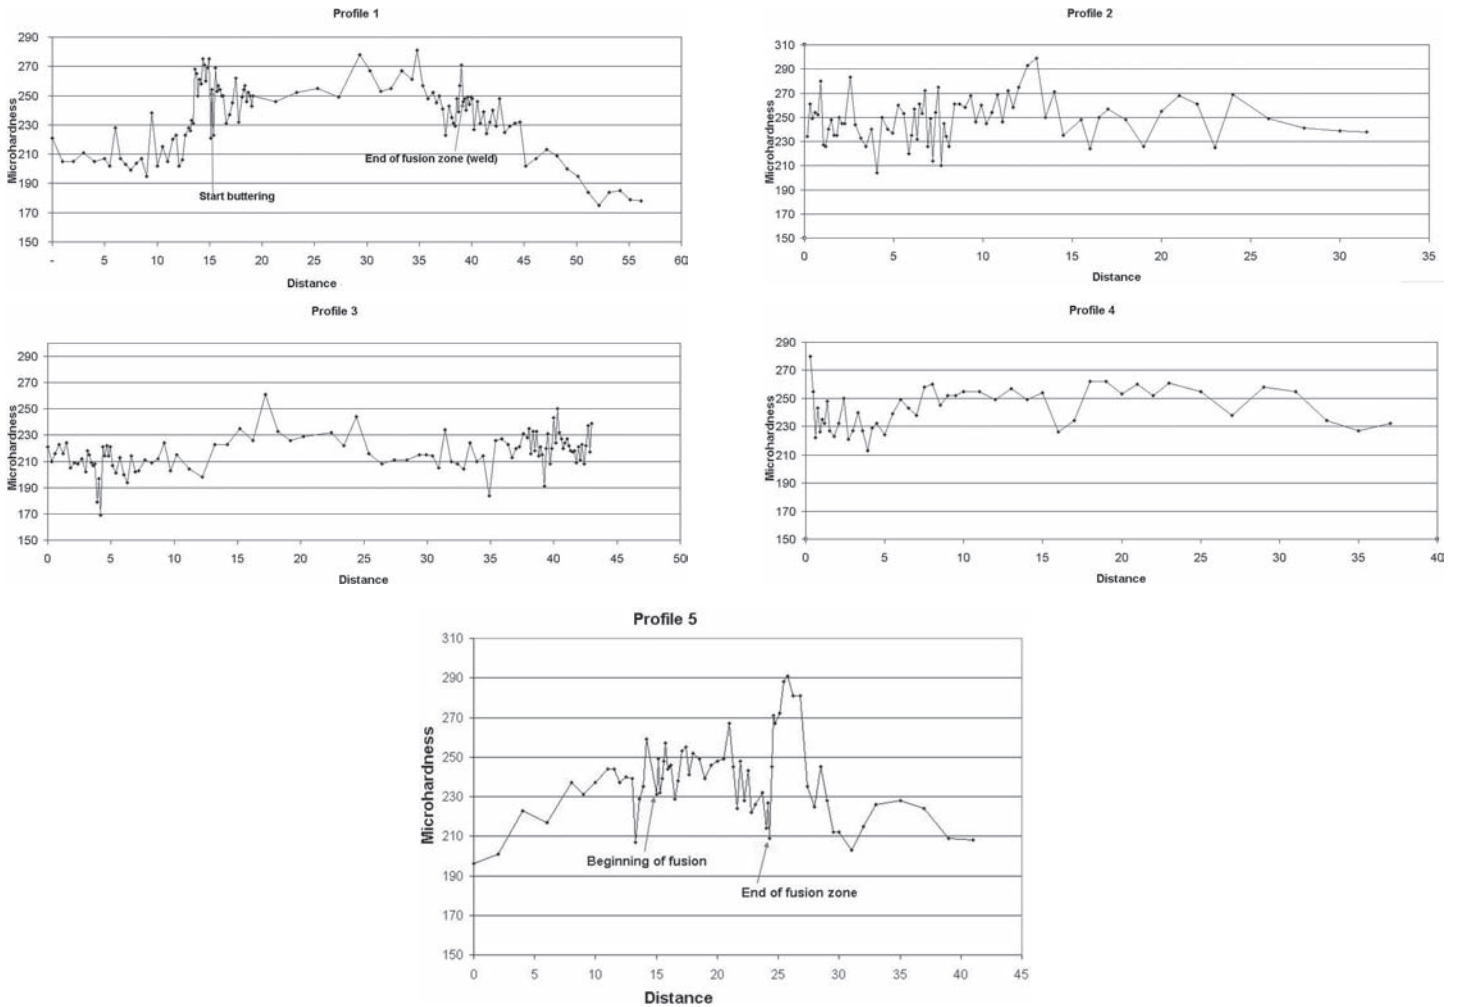 Profile 1
290
270
250
230
210
190
170
150
Microhardness
End of fusion zone (weld)
Start buttering
- 5 10 15 20 25 30 35 40 45 50 55 60
Distance
Profile 2
310
290
270
250
230
210
190
170
150
Microhardness
0 5 10 15 20 25 30 35
Distance
Profile 3
290
270
250
230
210
190
170
150
Microhardness
0 5 10 15 20 25 30 35 40 45 50
Distance
Profile 4
290
270
250
230
210
190
170
150
Microhardness
0 5 10 15 20 25 30 35 40
Distance
Profile 5
310
290
270
250
230
210
190
170
150
Microhardness
Beginning of fusion
End of fusion zone
0 5 10 15 20 25 30 35 40 45
Distance